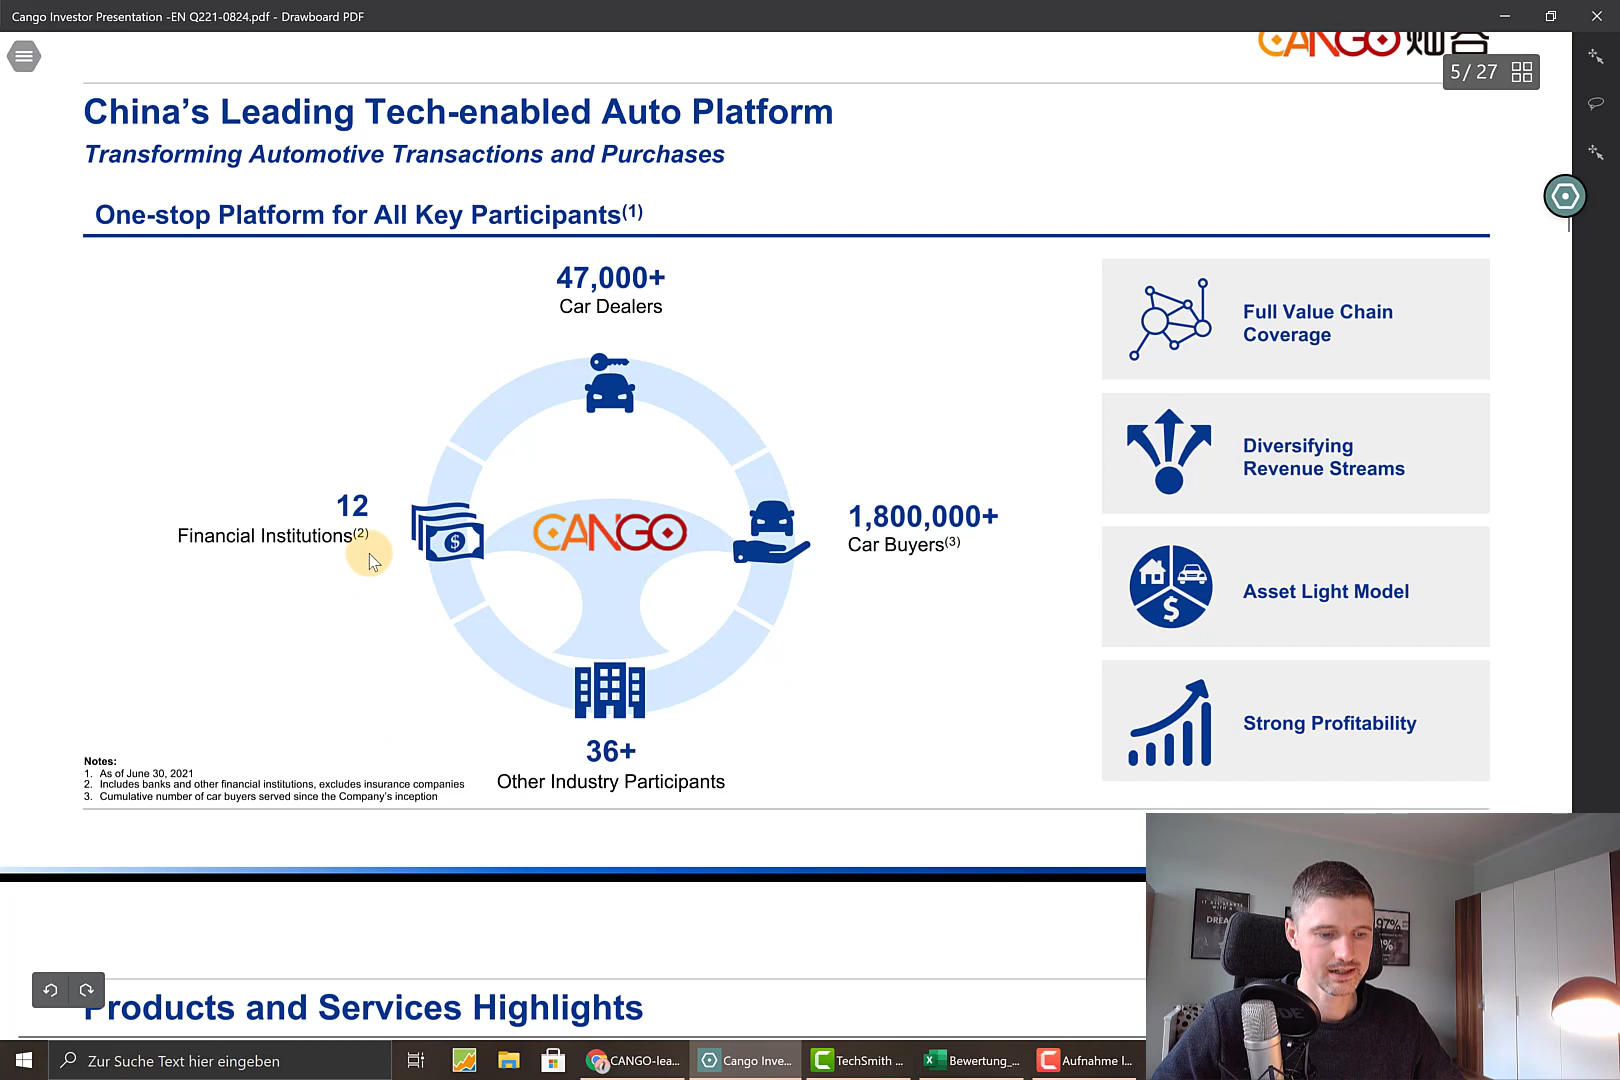 Cango Investor Presentation -EN Q221-0824.pdf - Drawboard PDF
CANGO 灿谷
5 / 27
China’s Leading Tech-enabled Auto Platform
Transforming Automotive Transactions and Purchases
One-stop Platform for All Key Participants(1)
47,000+
Car Dealers
Full Value Chain
Coverage
Diversifying
Revenue Streams
12
Financial Institutions(2)
$
CANGO
1,800,000+
Car Buyers(3)
Asset Light Model
$
Strong Profitability
36+
Other Industry Participants
Notes:
1. As of June 30, 2021
2. Includes banks and other financial institutions, excludes insurance companies
3. Cumulative number of car buyers served since the Company’s inception
DREA
97%
Products and Services Highlights
Zur Suche Text hier eingeben
CANGO-lea...
Cango Inve...
TechSmith ...
Bewertung_...
Aufnahme l...